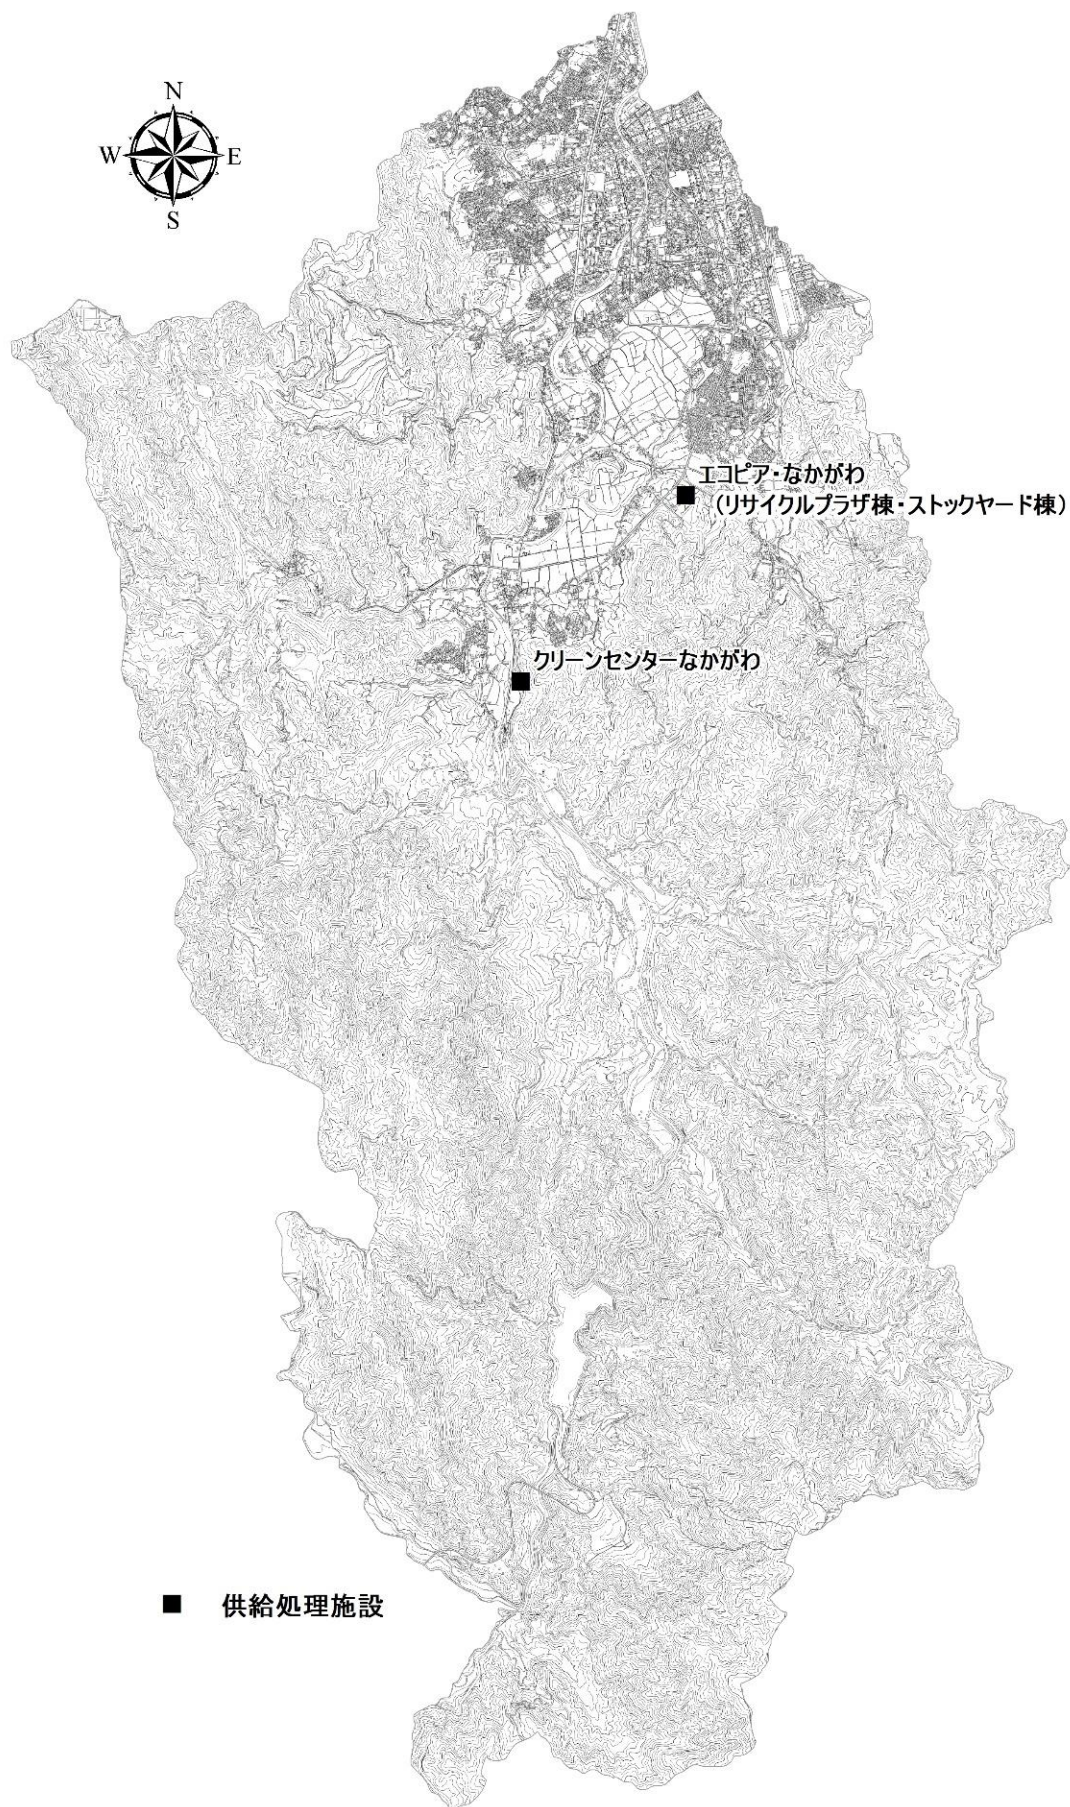 N
W E
S
エコピア・なかがわ
（リサイクルプラザ棟・ストックヤード棟）
クリーンセンターなかがわ
■ 供給処理施設